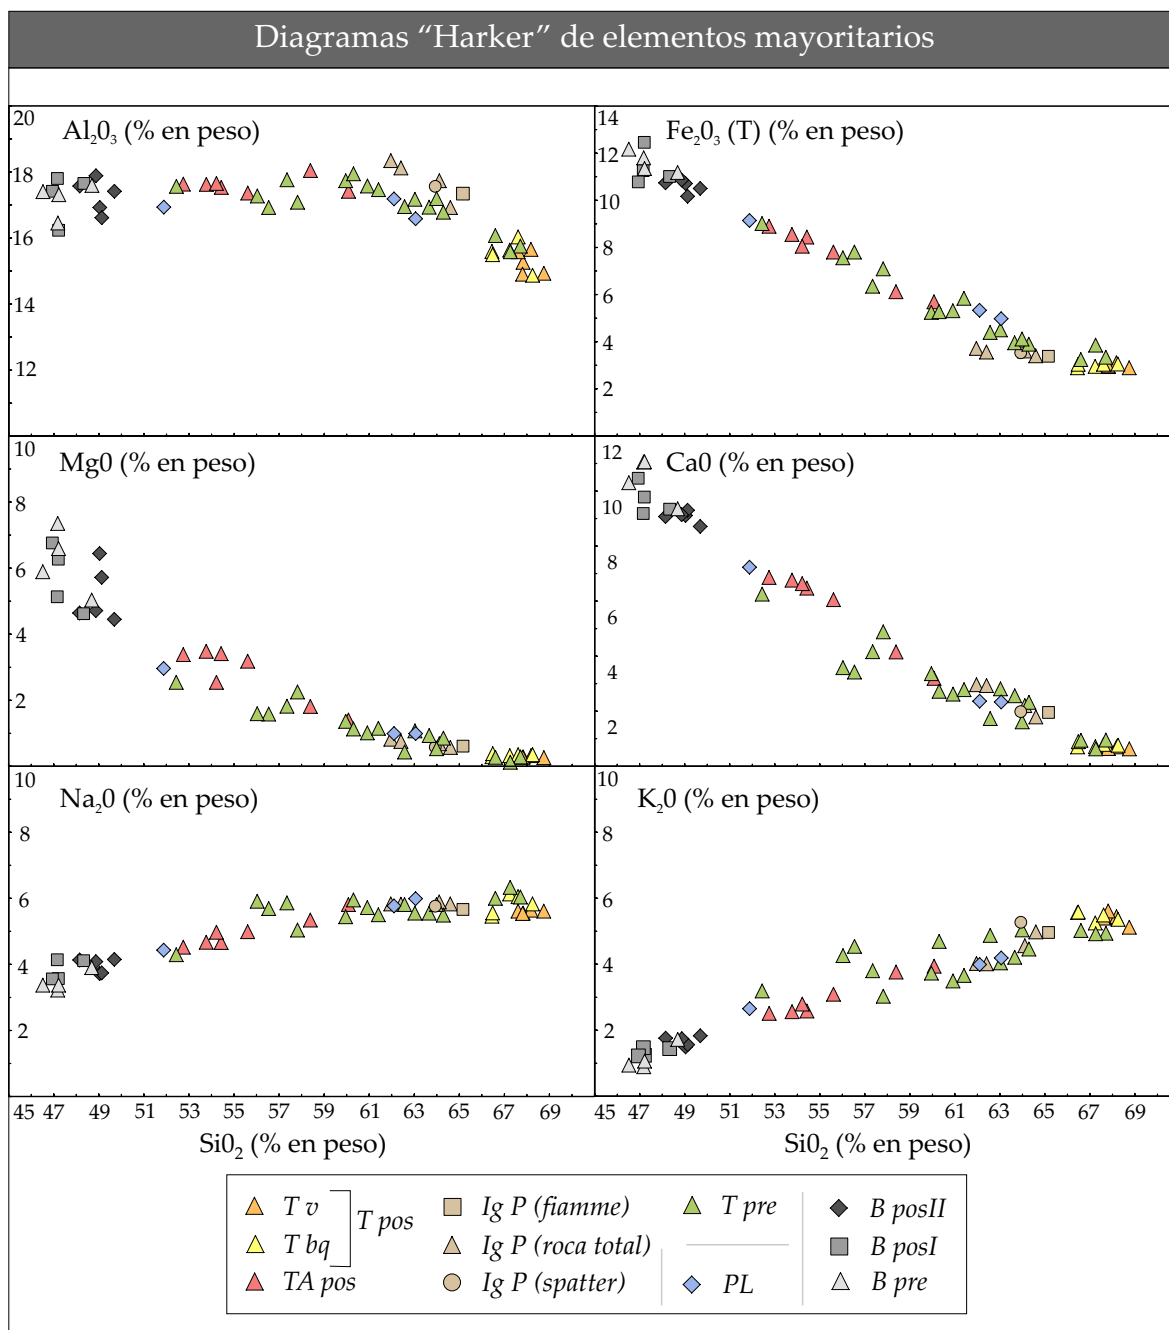 Diagramas “Harker” de elementos mayoritarios
Al₂0₃ (% en peso)
20
18
16
14
12
Fe₂0₃ (T) (% en peso)
14
12
10
8
6
4
2
Mg0 (% en peso)
10
8
6
4
2
Ca0 (% en peso)
12
10
8
6
4
2
Na₂0 (% en peso)
10
8
6
4
2
K₂0 (% en peso)
10
8
6
4
2
45 47 49 51 53 55 57 59 61 63 65 67 69
Si0₂ (% en peso)
45 47 49 51 53 55 57 59 61 63 65 67 69
Si0₂ (% en peso)
T v
T bq
T pos
TA pos
Ig P (fiamme)
Ig P (roca total)
Ig P (spatter)
T pre
PL
B posII
B posI
B pre